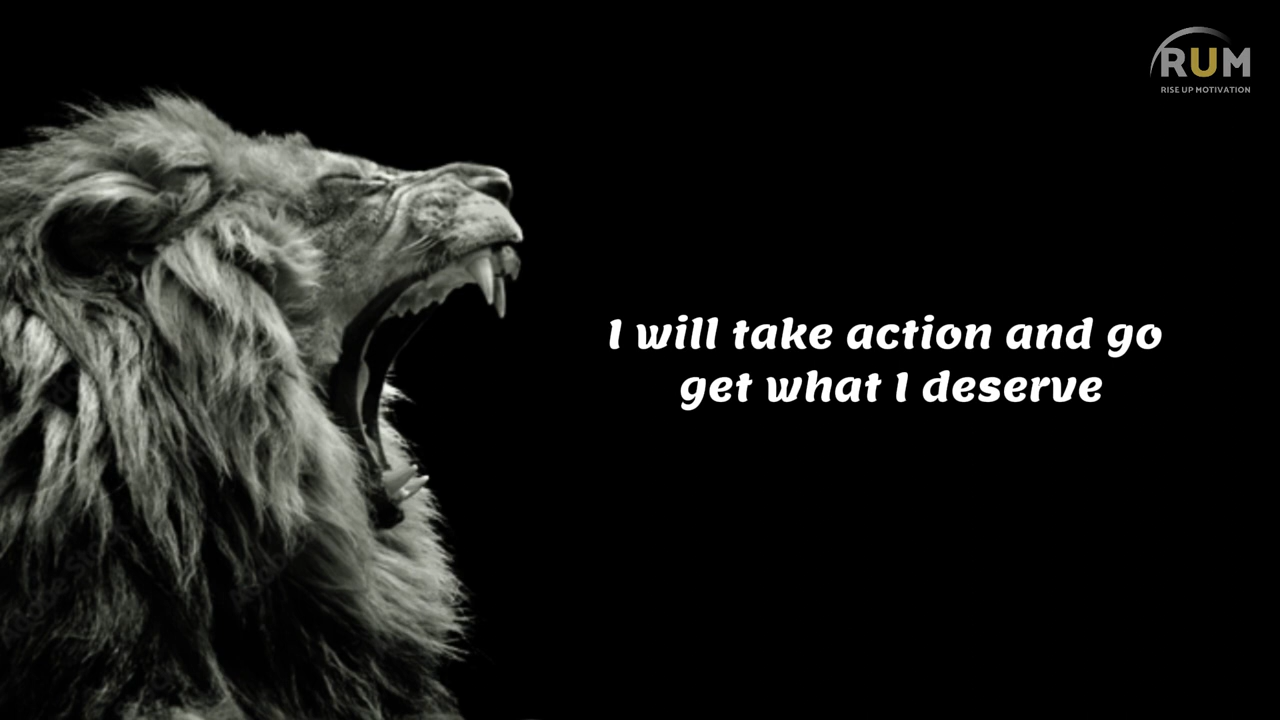 RUM
RISE UP MOTIVATION
I will take action and go
get what I deserve